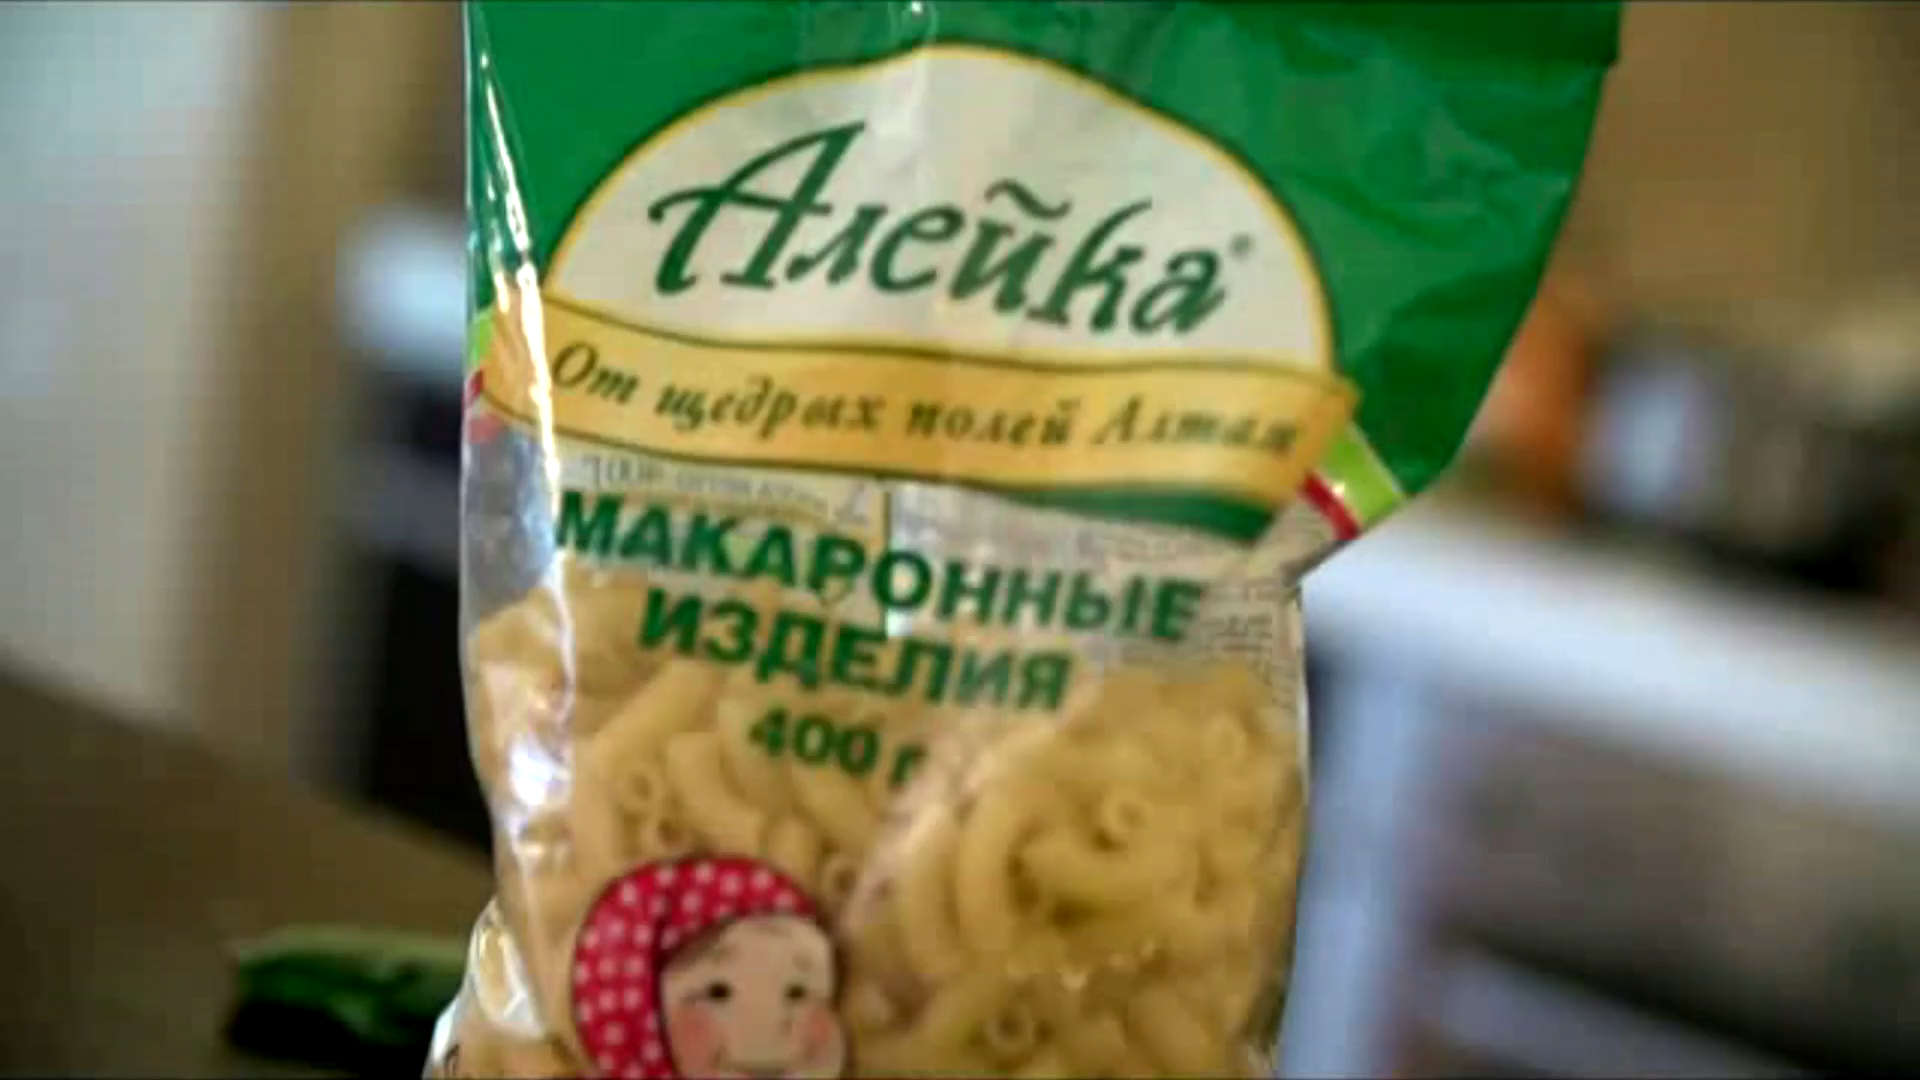 Алейка®
От щедрых полей Алтая
МАКАРОННЫЕ
ИЗДЕЛИЯ
400 г